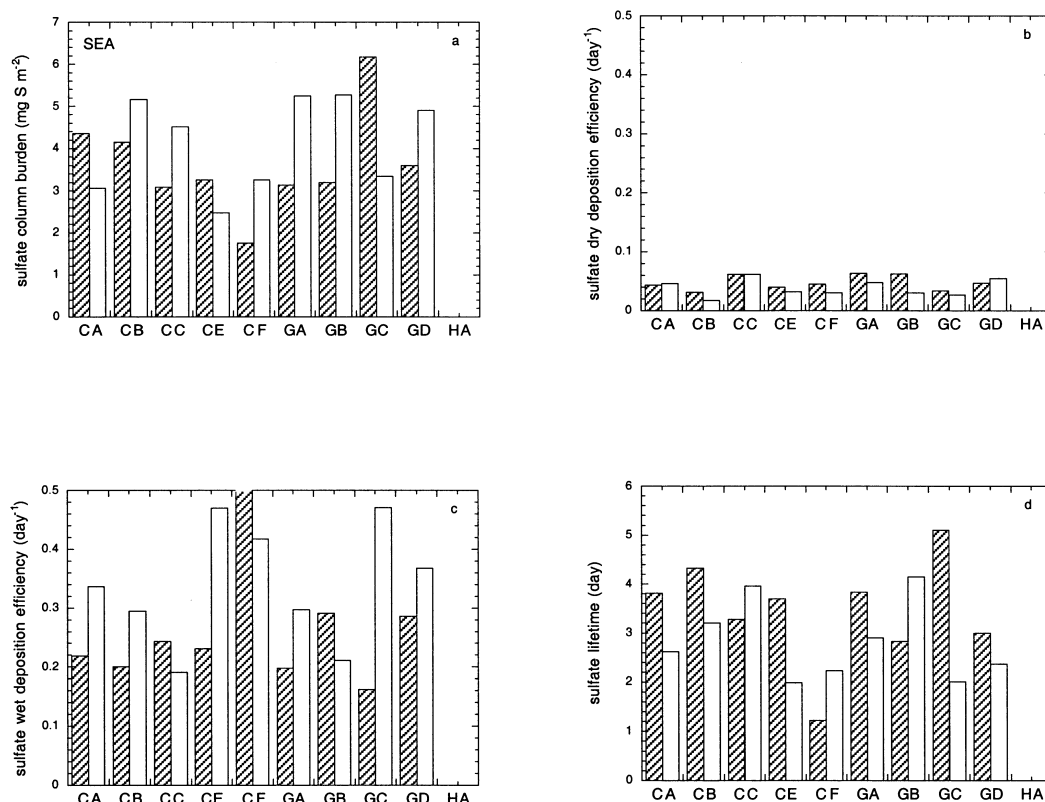 7
6
5
4
3
2
1
0
sulfate column burden (mg S m⁻²)
SEA
a
CA CB CC CE CF GA GB GC GD HA
0.5
0.4
0.3
0.2
0.1
0
sulfate dry deposition efficiency (day⁻¹)
b
CA CB CC CE CF GA GB GC GD HA
0.5
0.4
0.3
0.2
0.1
0
sulfate wet deposition efficiency (day⁻¹)
c
CA CB CC CE CF GA GB GC GD HA
6
5
4
3
2
1
0
sulfate lifetime (day)
d
CA CB CC CE CF GA GB GC GD HA